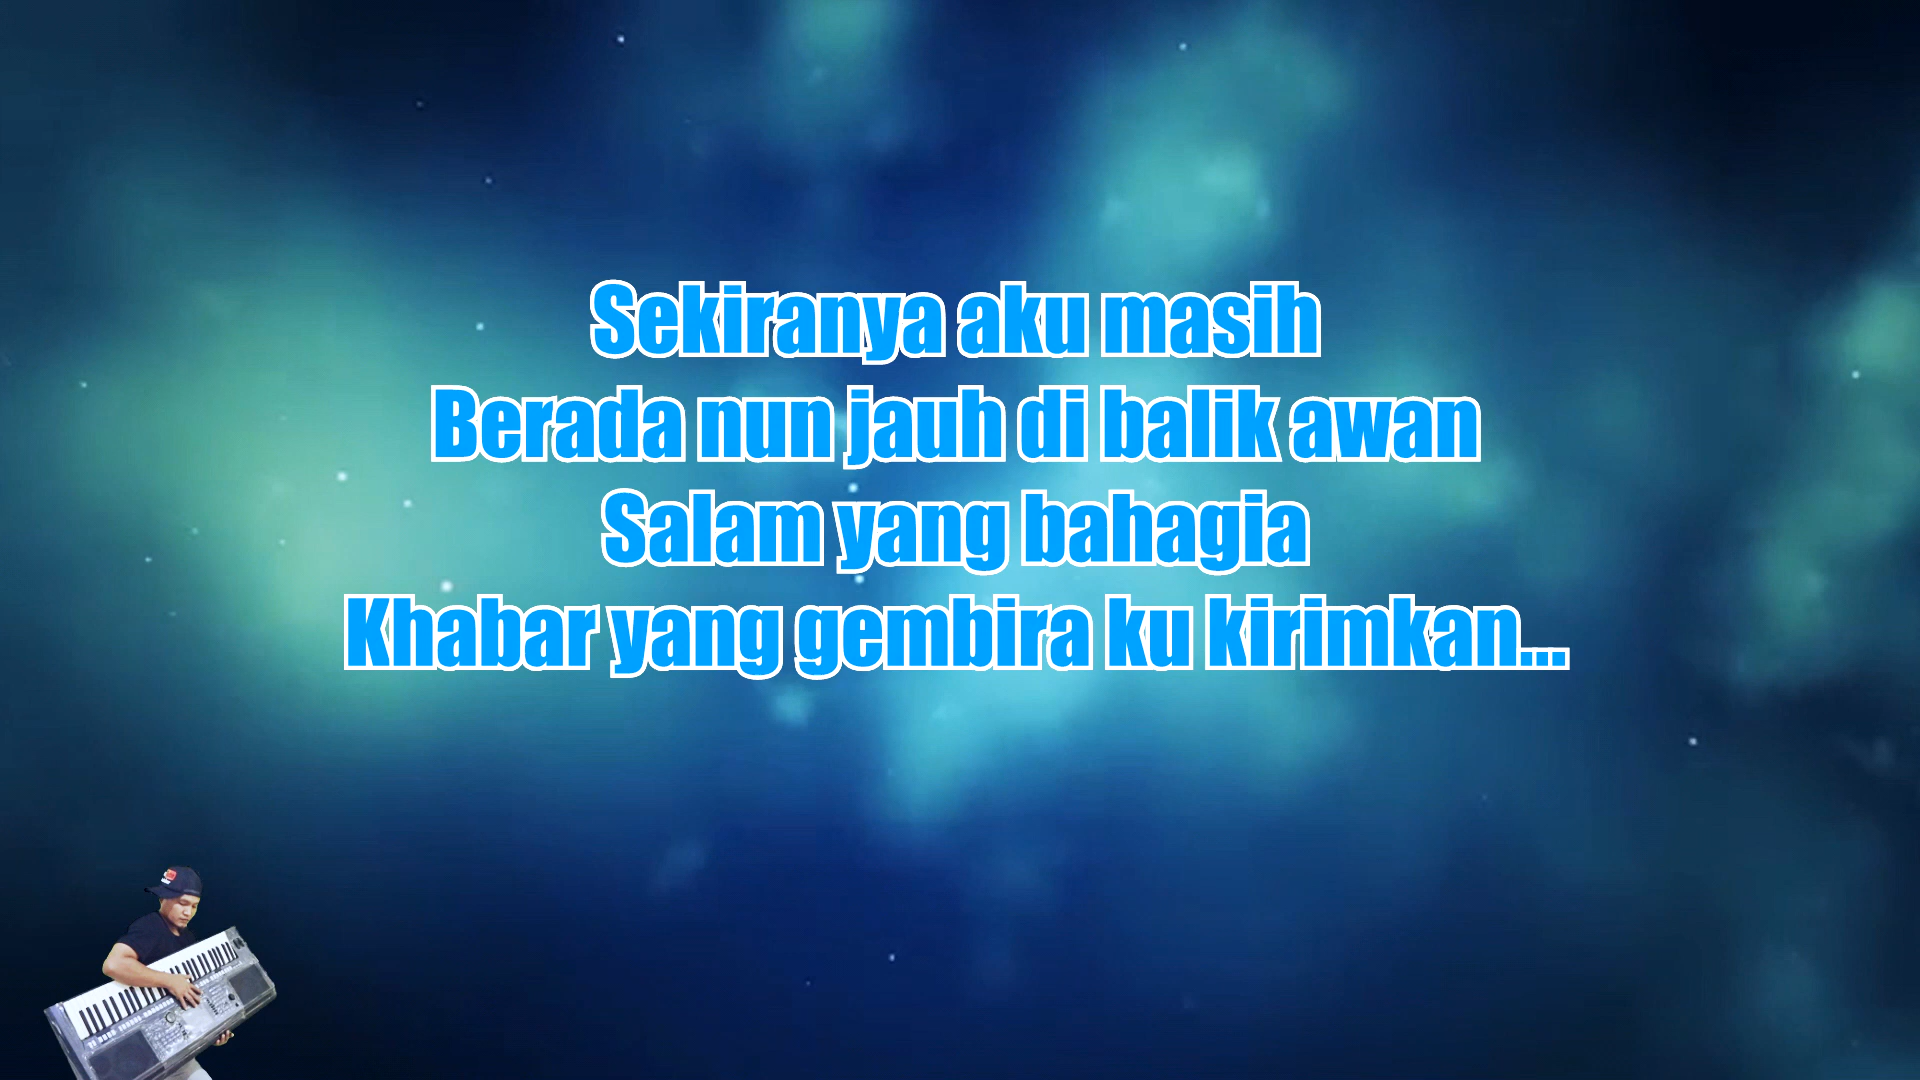 Sekiranya aku masih
Berada nun jauh di balik awan
Salam yang bahagia
Khabar yang gembira ku kirimkan...